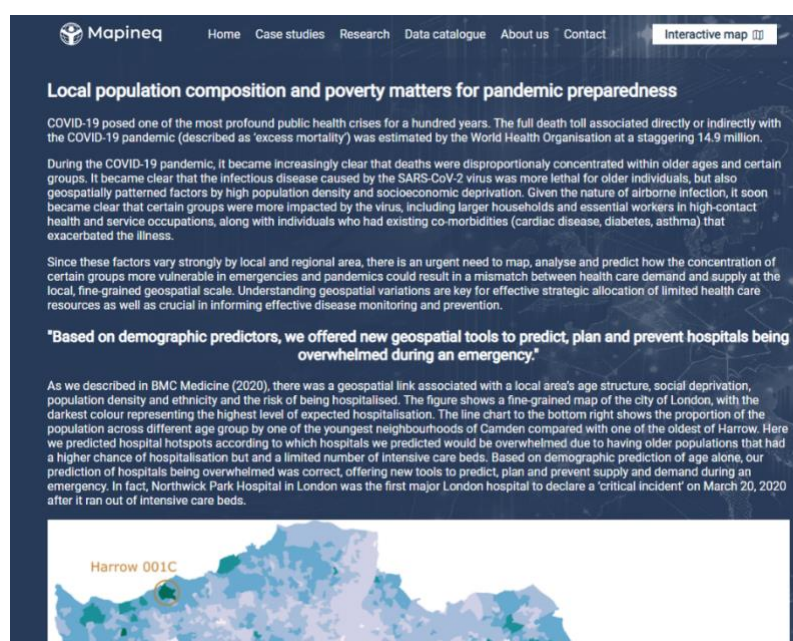 Mapineq
Home Case studies Research Data catalogue About us Contact Interactive map
Local population composition and poverty matters for pandemic preparedness
COVID-19 posed one of the most profound public health crises for a hundred years. The full death toll associated directly or indirectly with
the COVID-19 pandemic (described as 'excess mortality') was estimated by the World Health Organisation at a staggering 14.9 million.
During the COVID-19 pandemic, it became increasingly clear that deaths were disproportionaly concentrated within older ages and certain
groups. It became clear that the infectious disease caused by the SARS-CoV-2 virus was more lethal for older individuals, but also
geospatially patterned factors by high population density and socioeconomic deprivation. Given the nature of airborne infection, it soon
became clear that certain groups were more impacted by the virus, including larger households and essential workers in high-contact
health and service occupations, along with individuals who had existing co-morbidities (cardiac disease, diabetes, asthma) that
exacerbated the illness.
Since these factors vary strongly by local and regional area, there is an urgent need to map, analyse and predict how the concentration of
certain groups more vulnerable in emergencies and pandemics could result in a mismatch between health care demand and supply at the
local, fine-grained geospatial scale. Understanding geospatial variations are key for effective strategic allocation of limited health care
resources as well as crucial in informing effective disease monitoring and prevention.
"Based on demographic predictors, we offered new geospatial tools to predict, plan and prevent hospitals being
overwhelmed during an emergency."
As we described in BMC Medicine (2020), there was a geospatial link associated with a local area's age structure, social deprivation,
population density and ethnicity and the risk of being hospitalised. The figure shows a fine-grained map of the city of London, with the
darkest colour representing the highest level of expected hospitalisation. The line chart to the bottom right shows the proportion of the
population across different age group by one of the youngest neighbourhoods of Camden compared with one of the oldest of Harrow. Here
we predicted hospital hotspots according to which hospitals we predicted would be overwhelmed due to having older populations that had
a higher chance of hospitalisation but and a limited number of intensive care beds. Based on demographic prediction of age alone, our
prediction of hospitals being overwhelmed was correct, offering new tools to predict, plan and prevent supply and demand during an
emergency. In fact, Northwick Park Hospital in London was the first major London hospital to declare a 'critical incident' on March 20, 2020
after it ran out of intensive care beds.
Harrow 001C